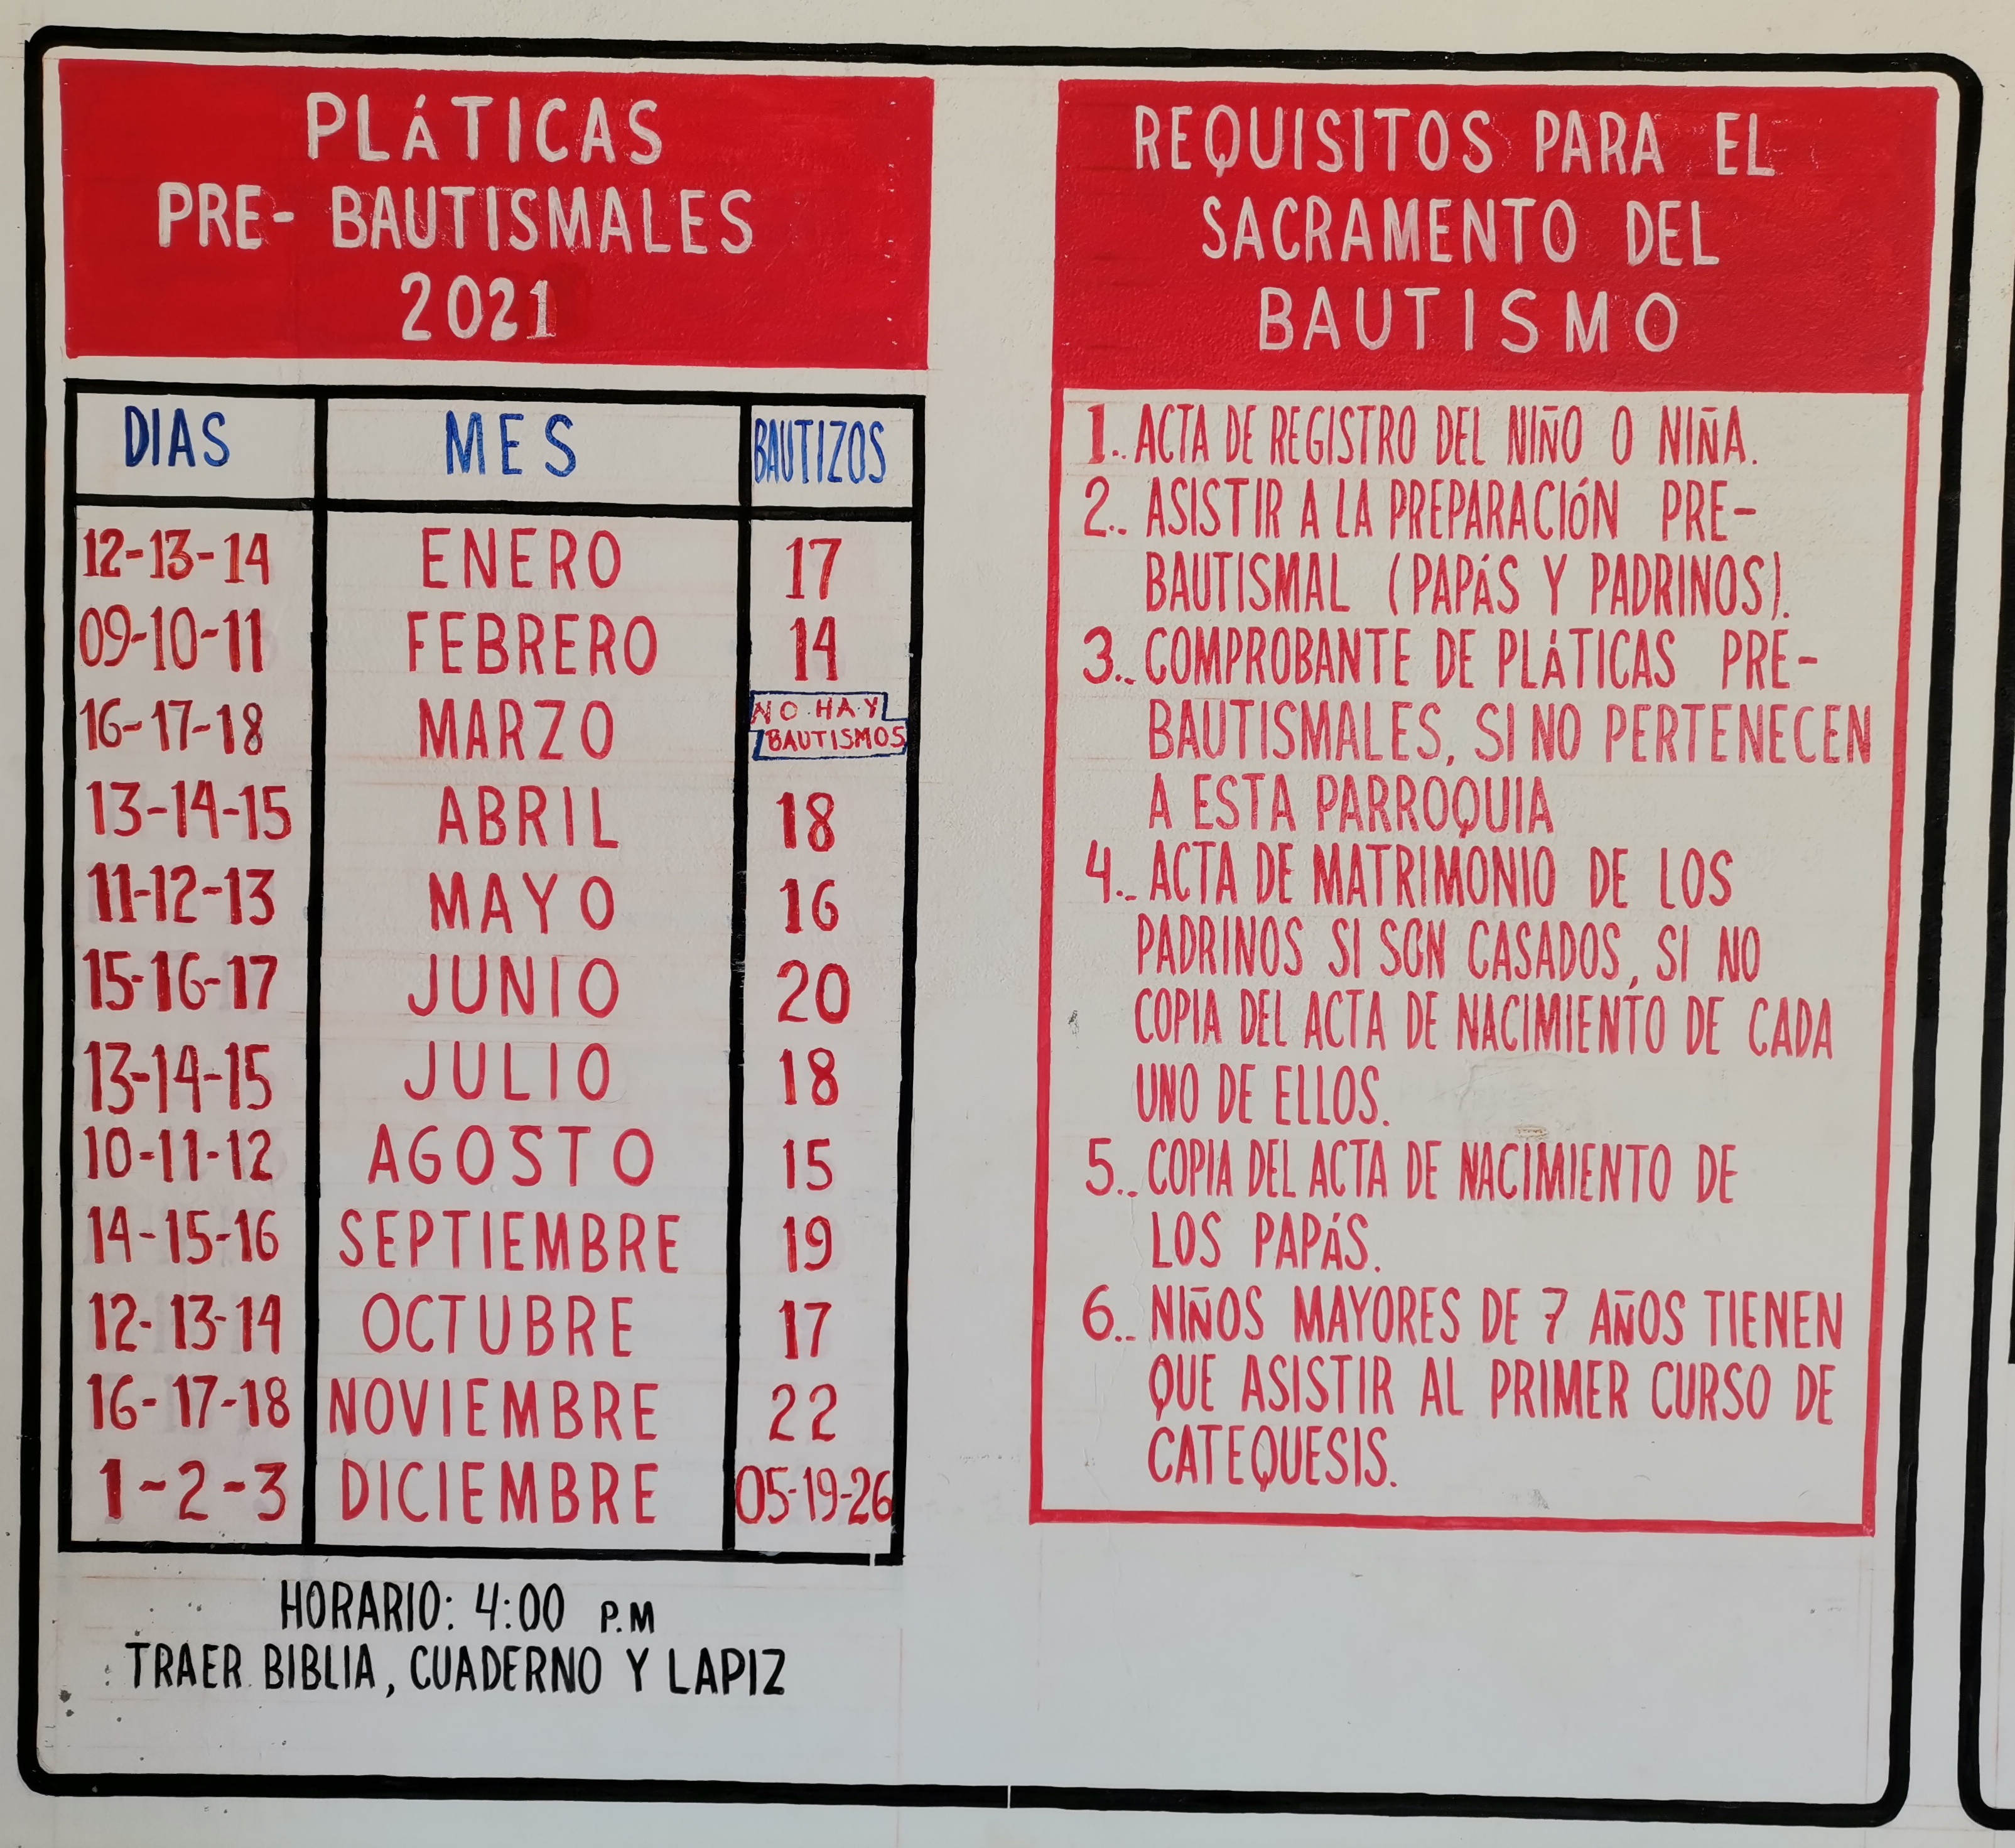 PLÁTICAS
PRE- BAUTISMALES
2021
DIAS MES BAUTIZOS
12-13-14 ENERO 17
09-10-11 FEBRERO 14
16-17-18 MARZO NO HAY BAUTISMOS
13-14-15 ABRIL 18
11-12-13 MAYO 16
15-16-17 JUNIO 20
13-14-15 JULIO 18
10-11-12 AGOSTO 15
14-15-16 SEPTIEMBRE 19
12-13-14 OCTUBRE 17
16-17-18 NOVIEMBRE 22
1-2-3 DICIEMBRE 05-19-26
HORARIO: 4:00 P.M
TRAER BIBLIA, CUADERNO Y LAPIZ
REQUISITOS PARA EL
SACRAMENTO DEL
BAUTISMO
1.. ACTA DE REGISTRO DEL NIÑO O NIÑA.
2.. ASISTIR A LA PREPARACIÓN PRE-
BAUTISMAL (PAPÁS Y PADRINOS).
3.. COMPROBANTE DE PLÁTICAS PRE-
BAUTISMALES, SI NO PERTENECEN
A ESTA PARROQUIA
4.. ACTA DE MATRIMONIO DE LOS
PADRINOS SI SON CASADOS, SI NO
COPIA DEL ACTA DE NACIMIENTO DE CADA
UNO DE ELLOS.
5.. COPIA DEL ACTA DE NACIMIENTO DE
LOS PAPÁS.
6.. NIÑOS MAYORES DE 7 AÑOS TIENEN
QUE ASISTIR AL PRIMER CURSO DE
CATEQUESIS.